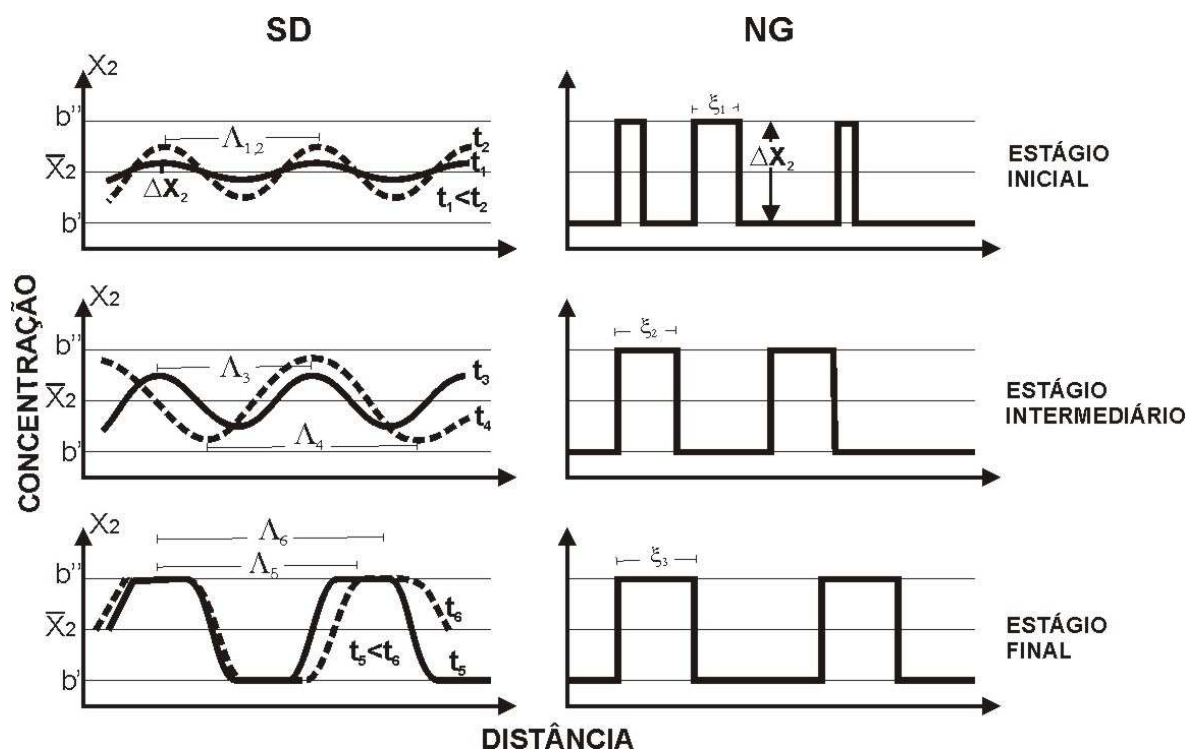 SD
NG
X₂
b''
X̅₂
b'
Λ₁,₂
t₂
t₁
ΔX₂
t₁<t₂
ξ₁
ΔX₂
ESTÁGIO
INICIAL
CONCENTRAÇÃO
X₂
b''
X̅₂
b'
Λ₃
t₃
t₄
Λ₄
ξ₂
ESTÁGIO
INTERMEDIÁRIO
X₂
b''
X̅₂
b'
Λ₆
Λ₅
t₆
t₅<t₆
t₅
ξ₃
ESTÁGIO
FINAL
DISTÂNCIA